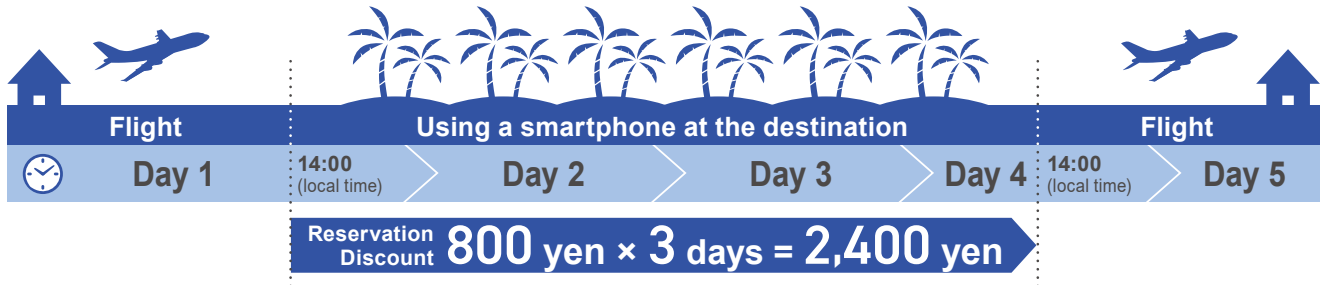 Flight
Using a smartphone at the destination
Flight
Day 1
14:00
(local time)
Day 2
Day 3
Day 4
14:00
(local time)
Day 5
Reservation
Discount
800 yen × 3 days = 2,400 yen